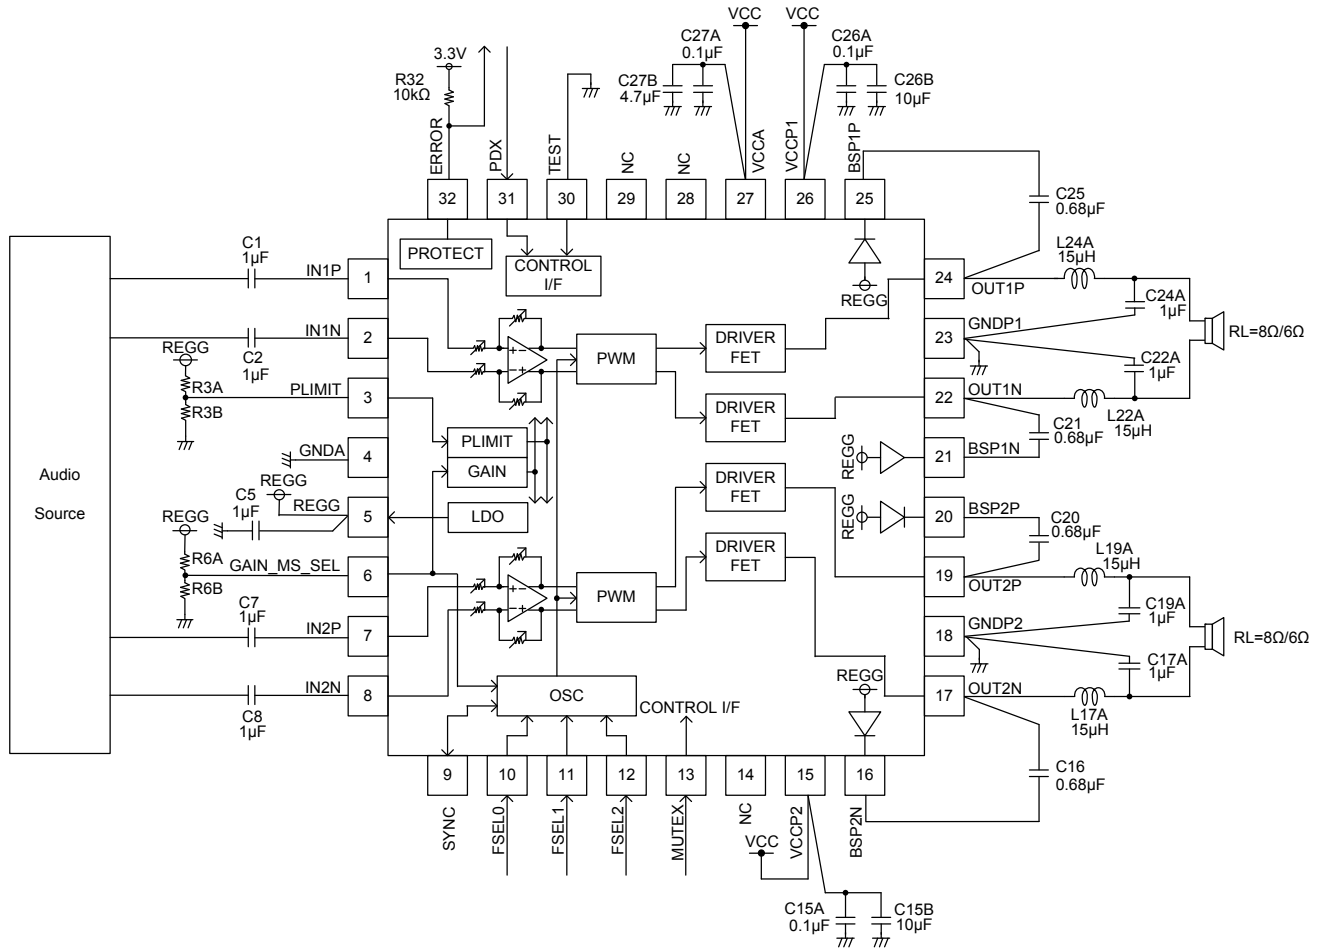 VCC
VCC
C27A
0.1µF
C26A
0.1µF
3.3V
R32
10kΩ
C27B
4.7µF
C26B
10µF
ERROR
PDX
TEST
NC
NC
VCCA
VCCP1
BSP1P
32
31
30
29
28
27
26
25
C25
0.68µF
PROTECT
CONTROL
I/F
REGG
C1
1µF
IN1P
1
24
OUT1P
L24A
15µH
C24A
1µF
IN1N
2
C2
1µF
REGG
PWM
DRIVER
FET
23
GNDP1
RL=8Ω/6Ω
C22A
1µF
R3A
R3B
PLIMIT
3
DRIVER
FET
22
OUT1N
L22A
15µH
C21
0.68µF
PLIMIT
GAIN
GNDA
4
REGG
21
BSP1N
Audio
Source
REGG
REGG
C5
1µF
5
LDO
DRIVER
FET
REGG
20
BSP2P
C20
0.68µF
REGG
R6A
R6B
GAIN_MS_SEL
6
DRIVER
FET
19
OUT2P
L19A
15µH
PWM
C19A
1µF
C7
1µF
IN2P
7
18
GNDP2
RL=8Ω/6Ω
C17A
1µF
IN2N
8
C8
1µF
OSC
CONTROL I/F
REGG
17
OUT2N
L17A
15µH
9
10
11
12
13
14
15
16
C16
0.68µF
SYNC
FSEL0
FSEL1
FSEL2
MUTEX
NC
VCCP2
BSP2N
VCC
C15A
0.1µF
C15B
10µF